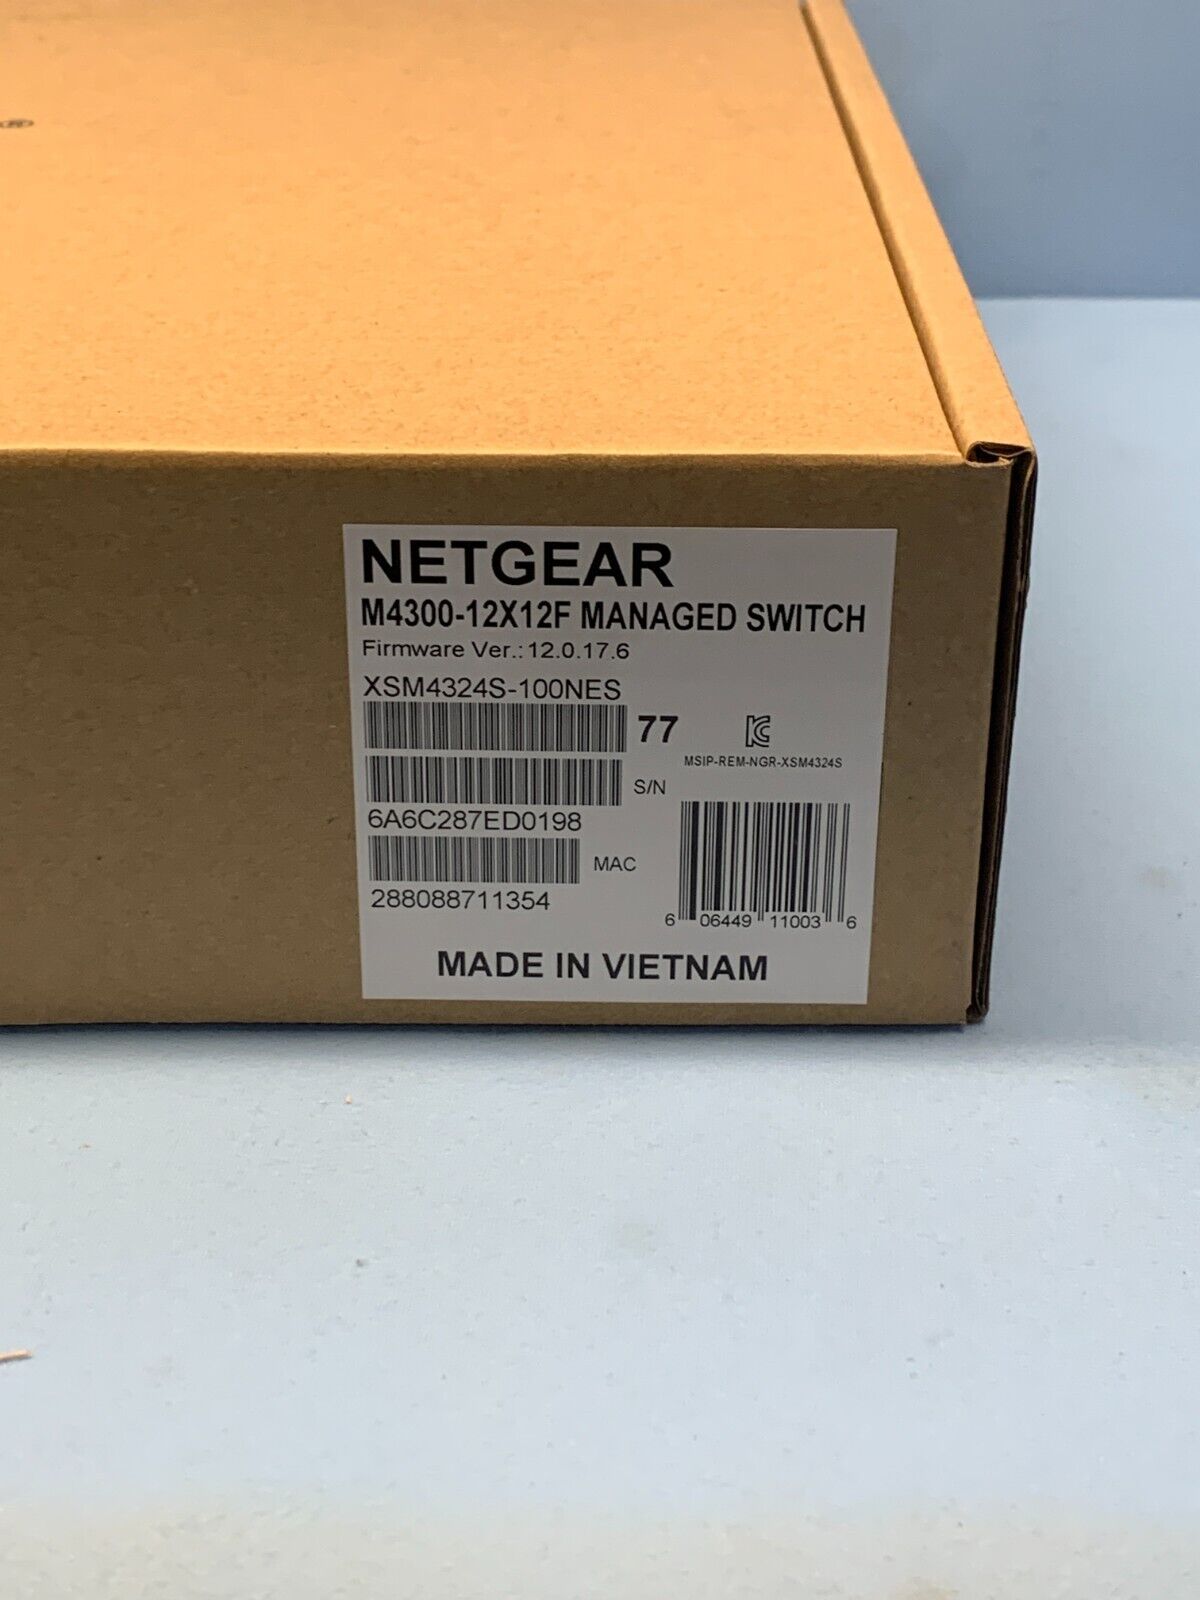 ®
NETGEAR
M4300-12X12F MANAGED SWITCH
Firmware Ver.: 12.0.17.6
XSM4324S-100NES
77
MSIP-REM-NGR-XSM4324S
S/N
6A6C287ED0198
MAC
288088711354
6 06449 11003 6
MADE IN VIETNAM